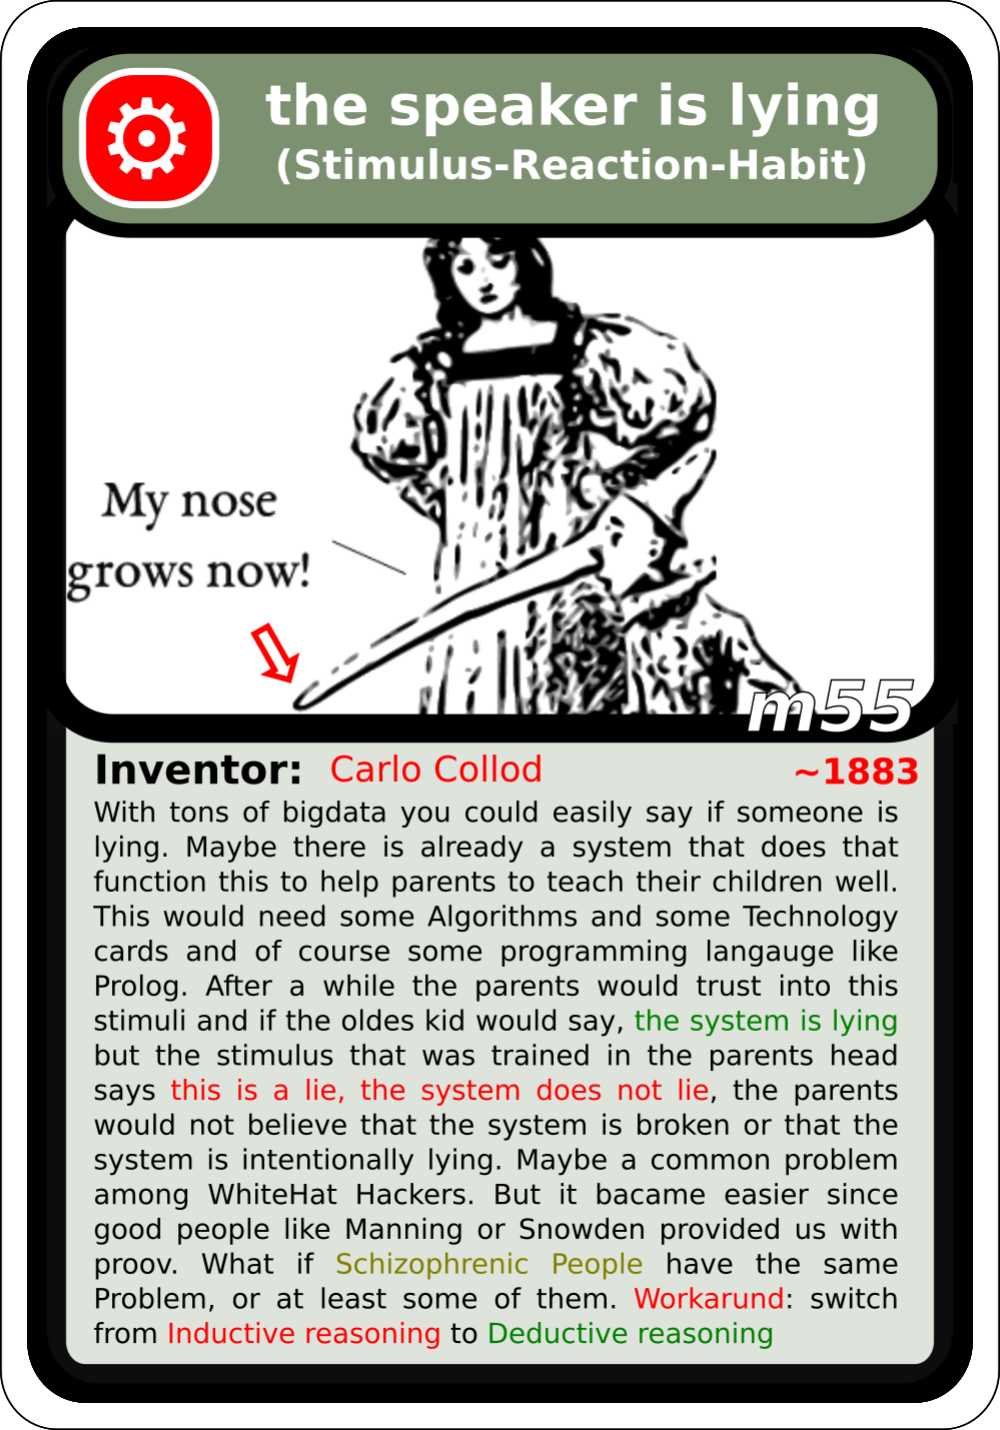 the speaker is lying
(Stimulus-Reaction-Habit)
My nose
grows now!
m55
Inventor: Carlo Collod ~1883
With tons of bigdata you could easily say if someone is
lying. Maybe there is already a system that does that
function this to help parents to teach their children well.
This would need some Algorithms and some Technology
cards and of course some programming langauge like
Prolog. After a while the parents would trust into this
stimuli and if the oldes kid would say, the system is lying
but the stimulus that was trained in the parents head
says this is a lie, the system does not lie, the parents
would not believe that the system is broken or that the
system is intentionally lying. Maybe a common problem
among WhiteHat Hackers. But it bacame easier since
good people like Manning or Snowden provided us with
proov. What if Schizophrenic People have the same
Problem, or at least some of them. Workarund: switch
from Inductive reasoning to Deductive reasoning